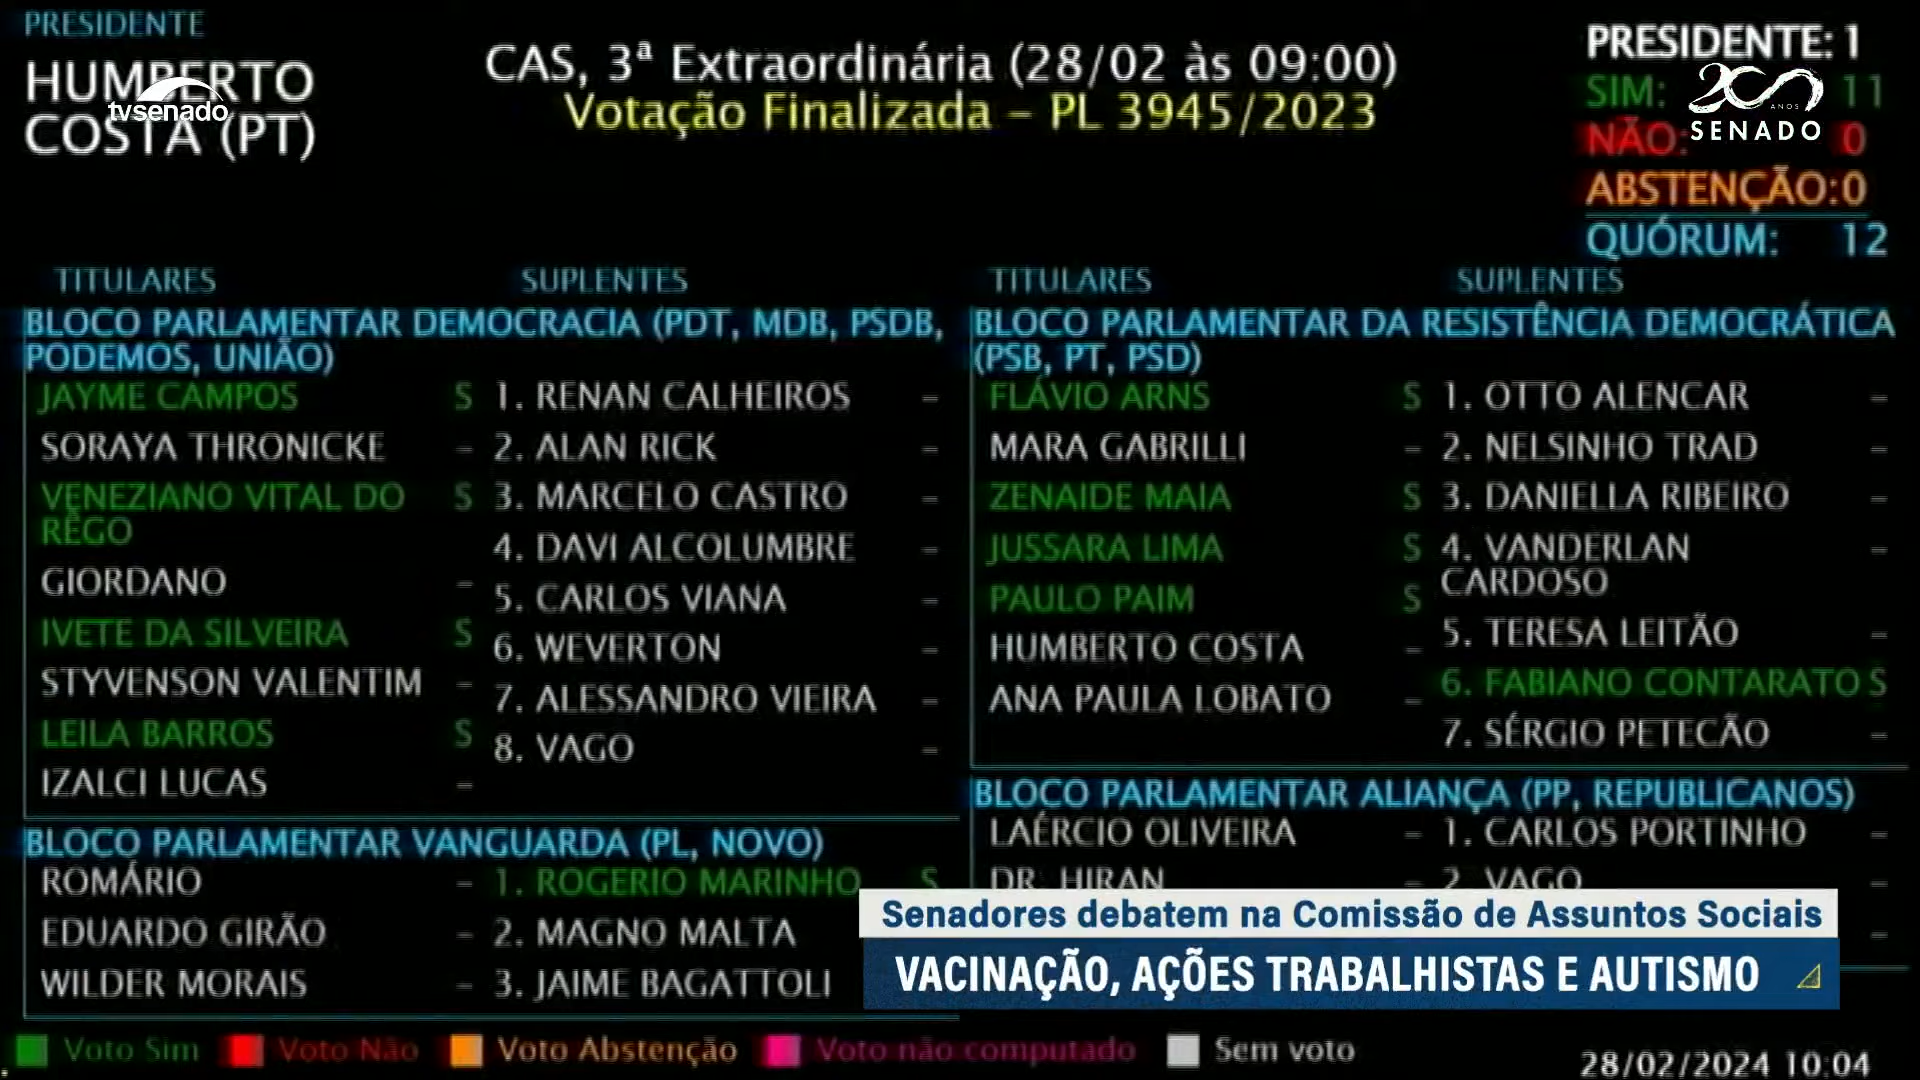 PRESIDENTE
HUMBERTO
COSTA (PT)
tvsenado
CAS, 3ª Extraordinária (28/02 às 09:00)
Votação Finalizada – PL 3945/2023
PRESIDENTE: 1
SIM: 11
NÃO: 0
ABSTENÇÃO:0
QUÓRUM: 12
200 ANOS
SENADO
TITULARES SUPLENTES
BLOCO PARLAMENTAR DEMOCRACIA (PDT, MDB, PSDB,
PODEMOS, UNIÃO)
JAYME CAMPOS S 1. RENAN CALHEIROS –
SORAYA THRONICKE – 2. ALAN RICK –
VENEZIANO VITAL DO S 3. MARCELO CASTRO –
RÊGO
4. DAVI ALCOLUMBRE –
GIORDANO – 5. CARLOS VIANA –
IVETE DA SILVEIRA S 6. WEVERTON –
STYVENSON VALENTIM – 7. ALESSANDRO VIEIRA –
LEILA BARROS S 8. VAGO –
IZALCI LUCAS –
BLOCO PARLAMENTAR VANGUARDA (PL, NOVO)
ROMÁRIO – 1. ROGERIO MARINHO S
EDUARDO GIRÃO – 2. MAGNO MALTA
WILDER MORAIS – 3. JAIME BAGATTOLI
TITULARES SUPLENTES
BLOCO PARLAMENTAR DA RESISTÊNCIA DEMOCRÁTICA
(PSB, PT, PSD)
FLÁVIO ARNS S 1. OTTO ALENCAR –
MARA GABRILLI – 2. NELSINHO TRAD –
ZENAIDE MAIA S 3. DANIELLA RIBEIRO –
JUSSARA LIMA S 4. VANDERLAN –
CARDOSO
PAULO PAIM S 5. TERESA LEITÃO –
HUMBERTO COSTA – 6. FABIANO CONTARATO S
ANA PAULA LOBATO – 7. SÉRGIO PETECÃO –
BLOCO PARLAMENTAR ALIANÇA (PP, REPUBLICANOS)
LAÉRCIO OLIVEIRA – 1. CARLOS PORTINHO –
DR. HIRAN – 2. VAGO –
–
Senadores debatem na Comissão de Assuntos Sociais
VACINAÇÃO, AÇÕES TRABALHISTAS E AUTISMO
Voto Sim Voto Não Voto Abstenção Voto não computado Sem voto
28/02/2024 10:04